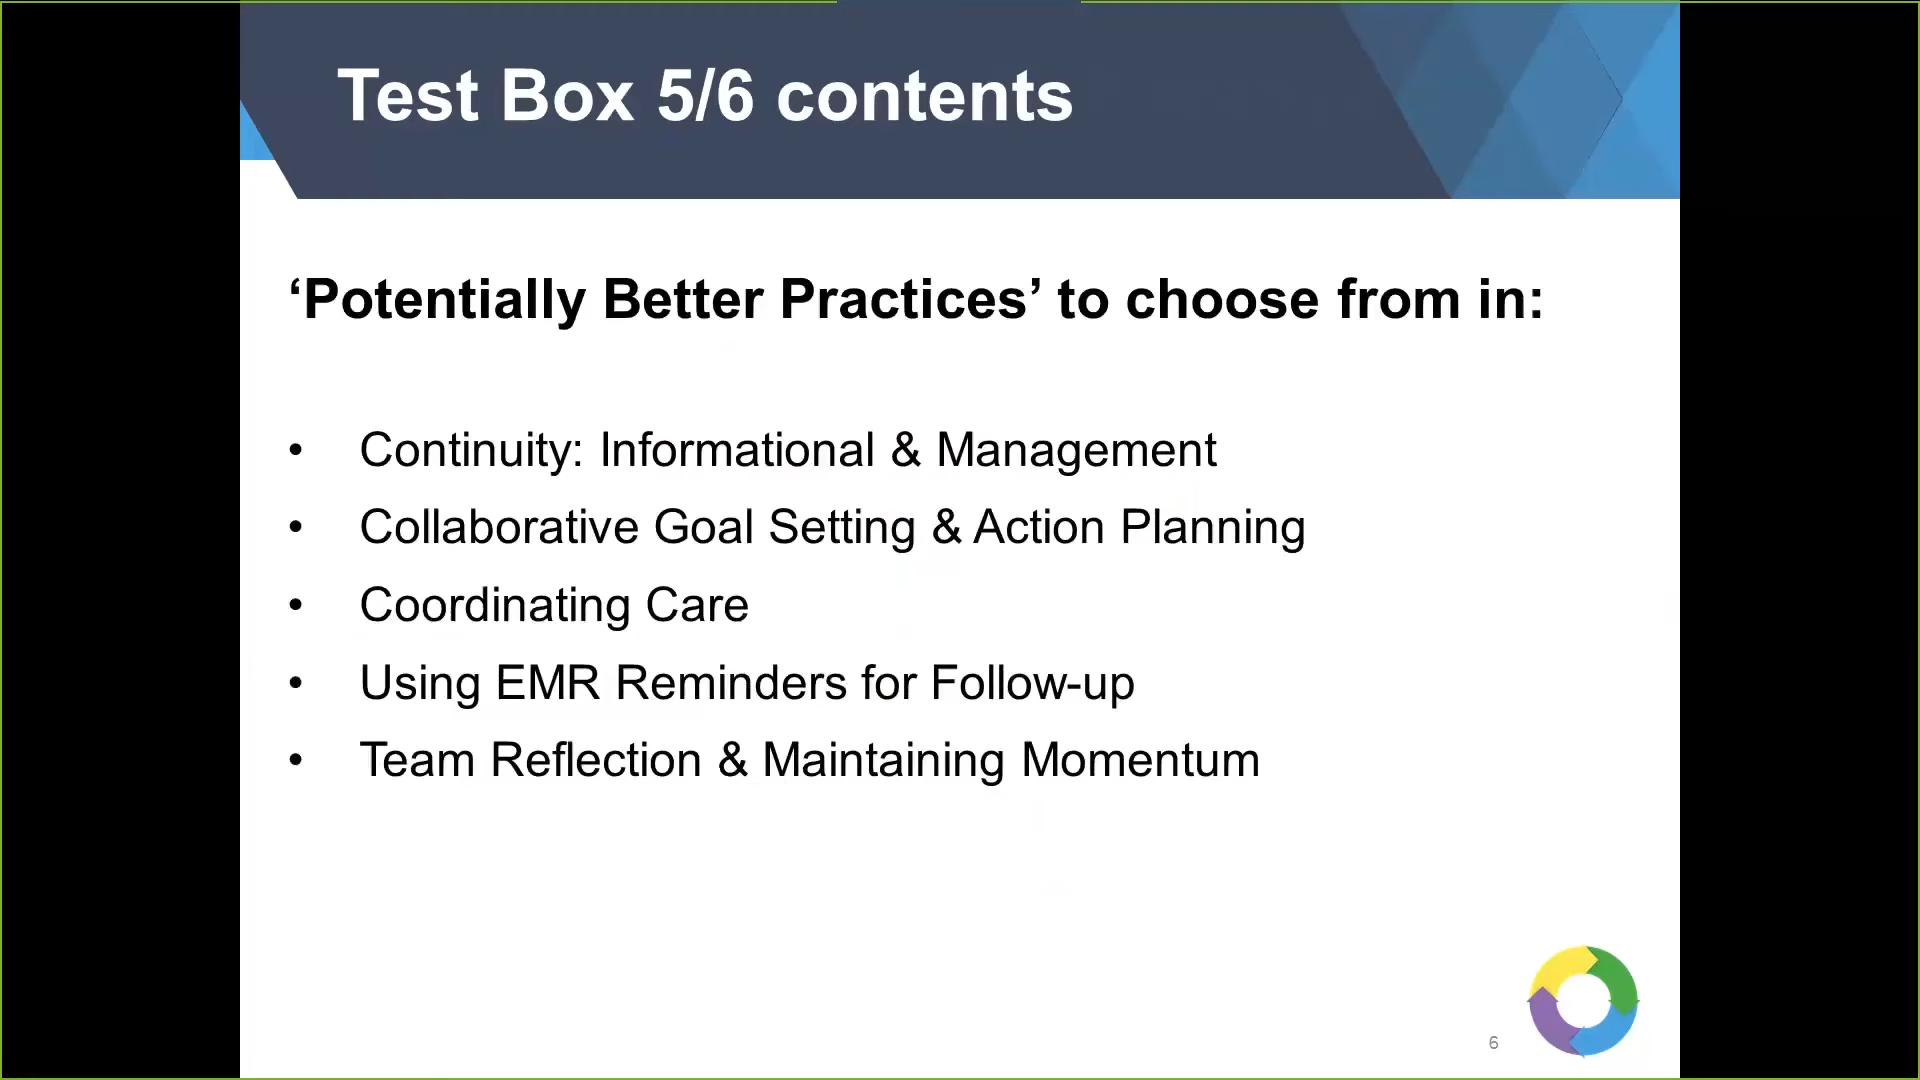 Test Box 5/6 contents
‘Potentially Better Practices’ to choose from in:
• Continuity: Informational & Management
• Collaborative Goal Setting & Action Planning
• Coordinating Care
• Using EMR Reminders for Follow-up
• Team Reflection & Maintaining Momentum
6